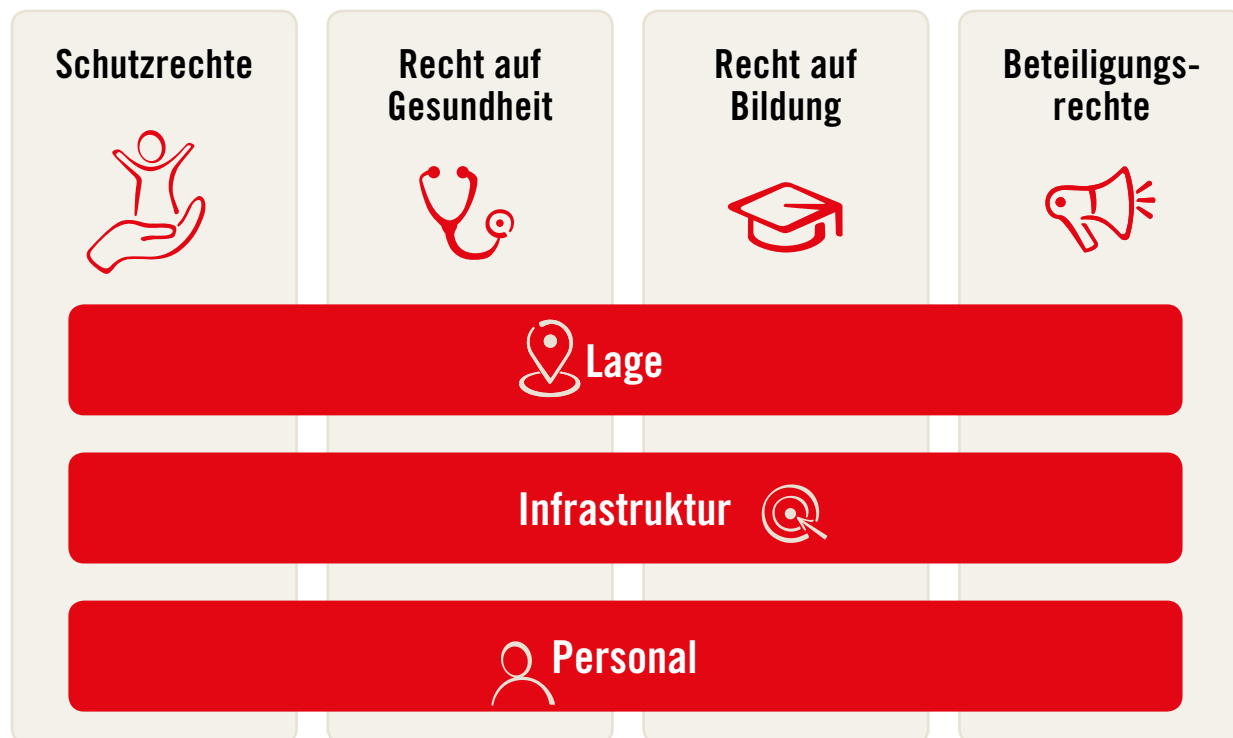 Schutzrechte
Recht auf
Gesundheit
Recht auf
Bildung
Beteiligungs-
rechte
Lage
Infrastruktur
Personal